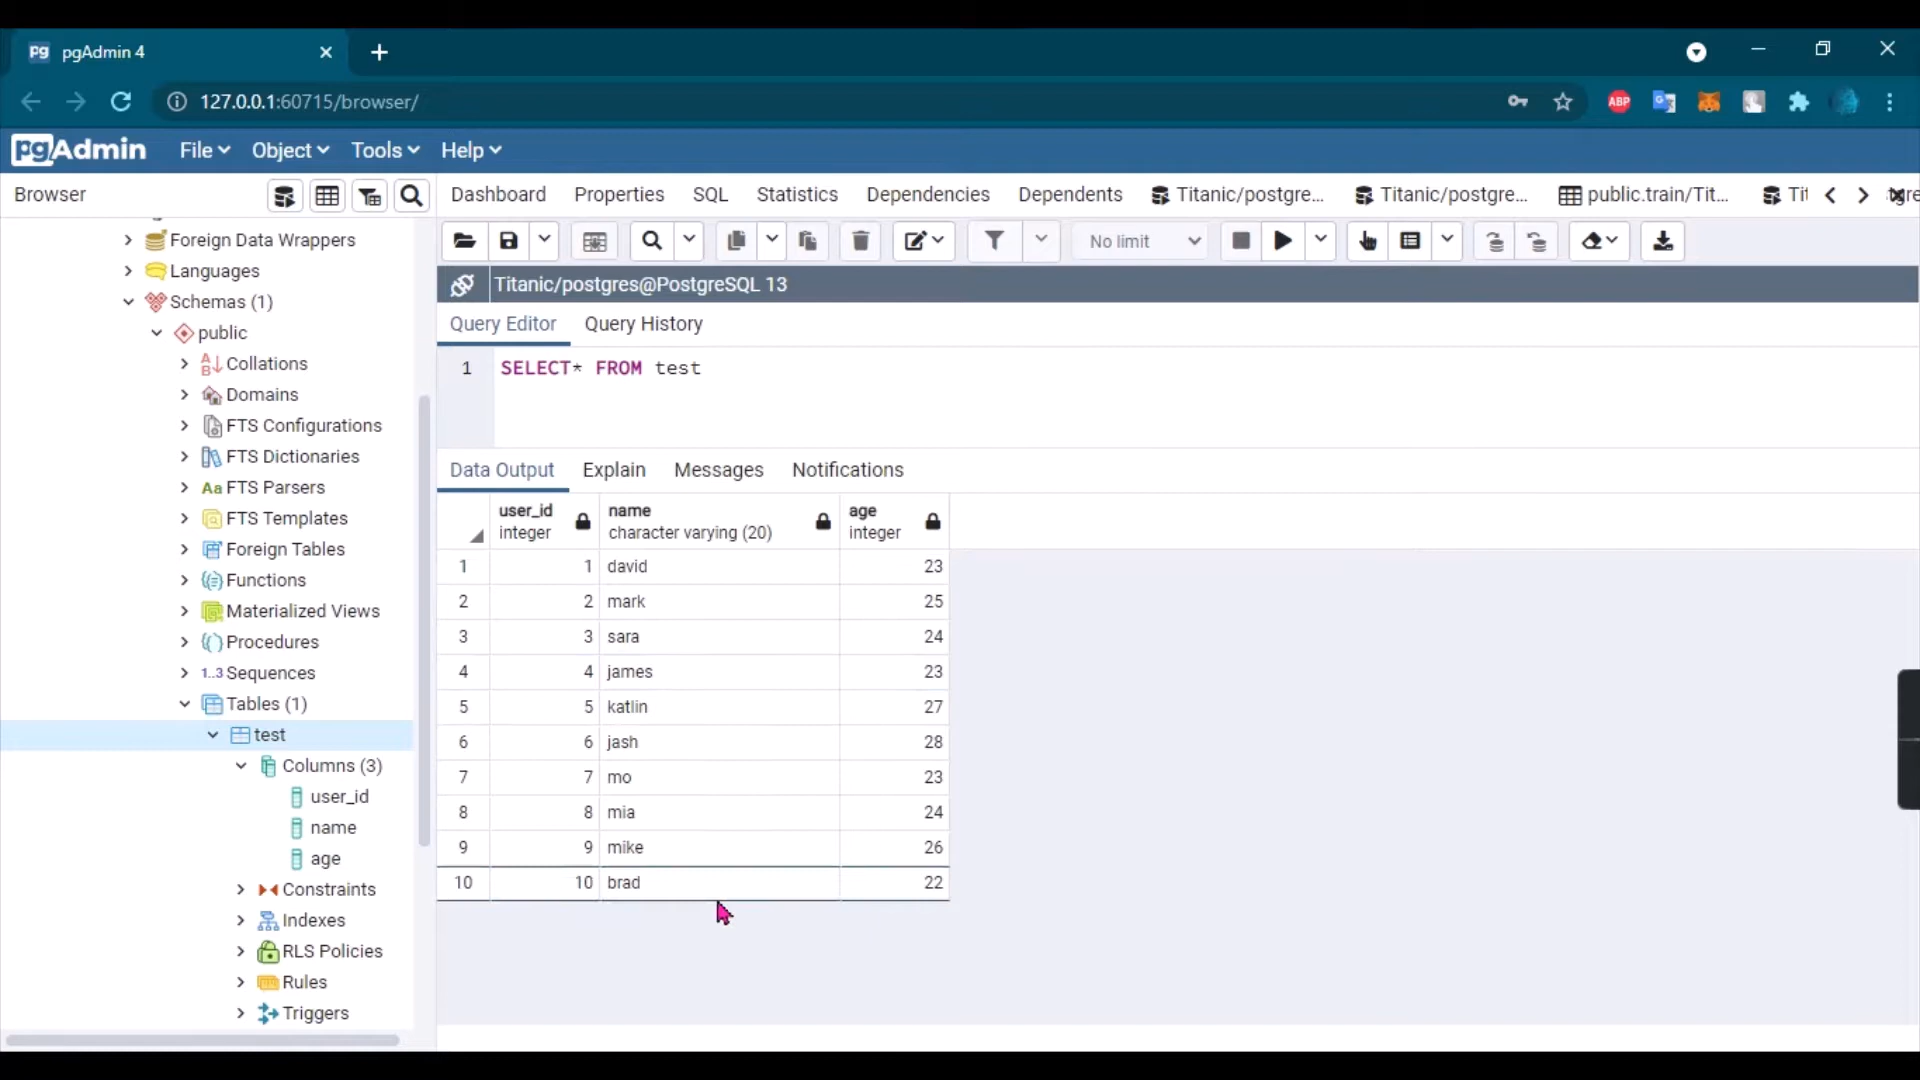 pgAdmin 4
127.0.0.1:60715/browser/
ABP
pgAdmin File Object Tools Help
Browser
Dashboard Properties SQL Statistics Dependencies Dependents Titanic/postgre... Titanic/postgre... public.train/Tit... Tit
No limit
Titanic/postgres@PostgreSQL 13
Query Editor Query History
1 SELECT* FROM test
Data Output Explain Messages Notifications
user_id name age
integer character varying (20) integer
1 1 david 23
2 2 mark 25
3 3 sara 24
4 4 james 23
5 5 katlin 27
6 6 jash 28
7 7 mo 23
8 8 mia 24
9 9 mike 26
10 10 brad 22
Foreign Data Wrappers
Languages
Schemas (1)
public
Collations
Domains
FTS Configurations
FTS Dictionaries
Aa FTS Parsers
FTS Templates
Foreign Tables
Functions
Materialized Views
Procedures
1..3 Sequences
Tables (1)
test
Columns (3)
user_id
name
age
Constraints
Indexes
RLS Policies
Rules
Triggers